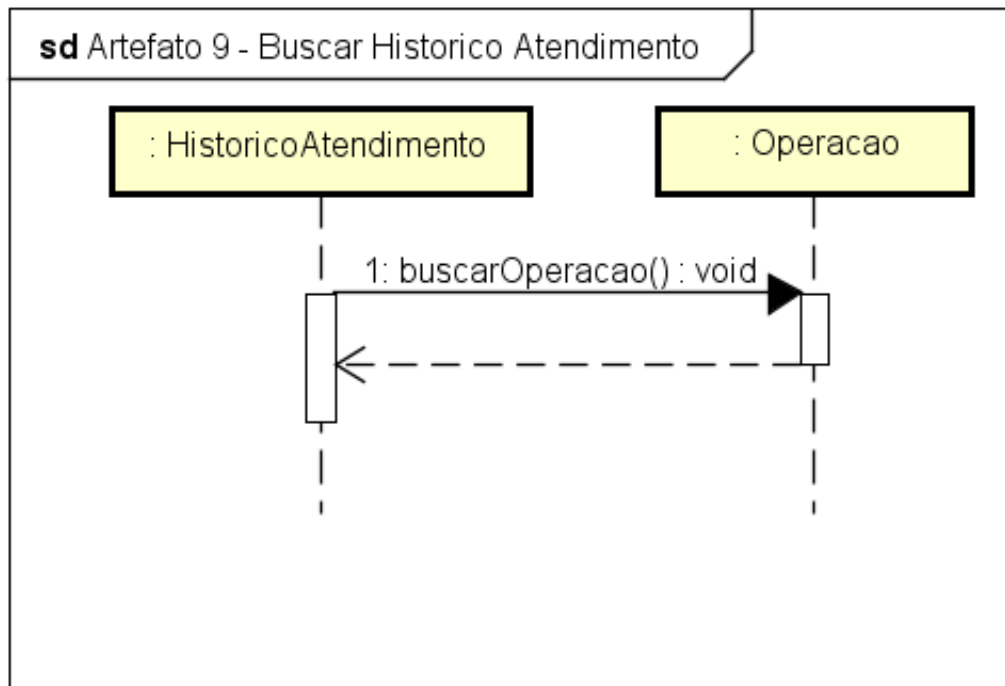 sd Artefato 9 - Buscar Historico Atendimento
: HistoricoAtendimento
: Operacao
1: buscarOperacao() : void